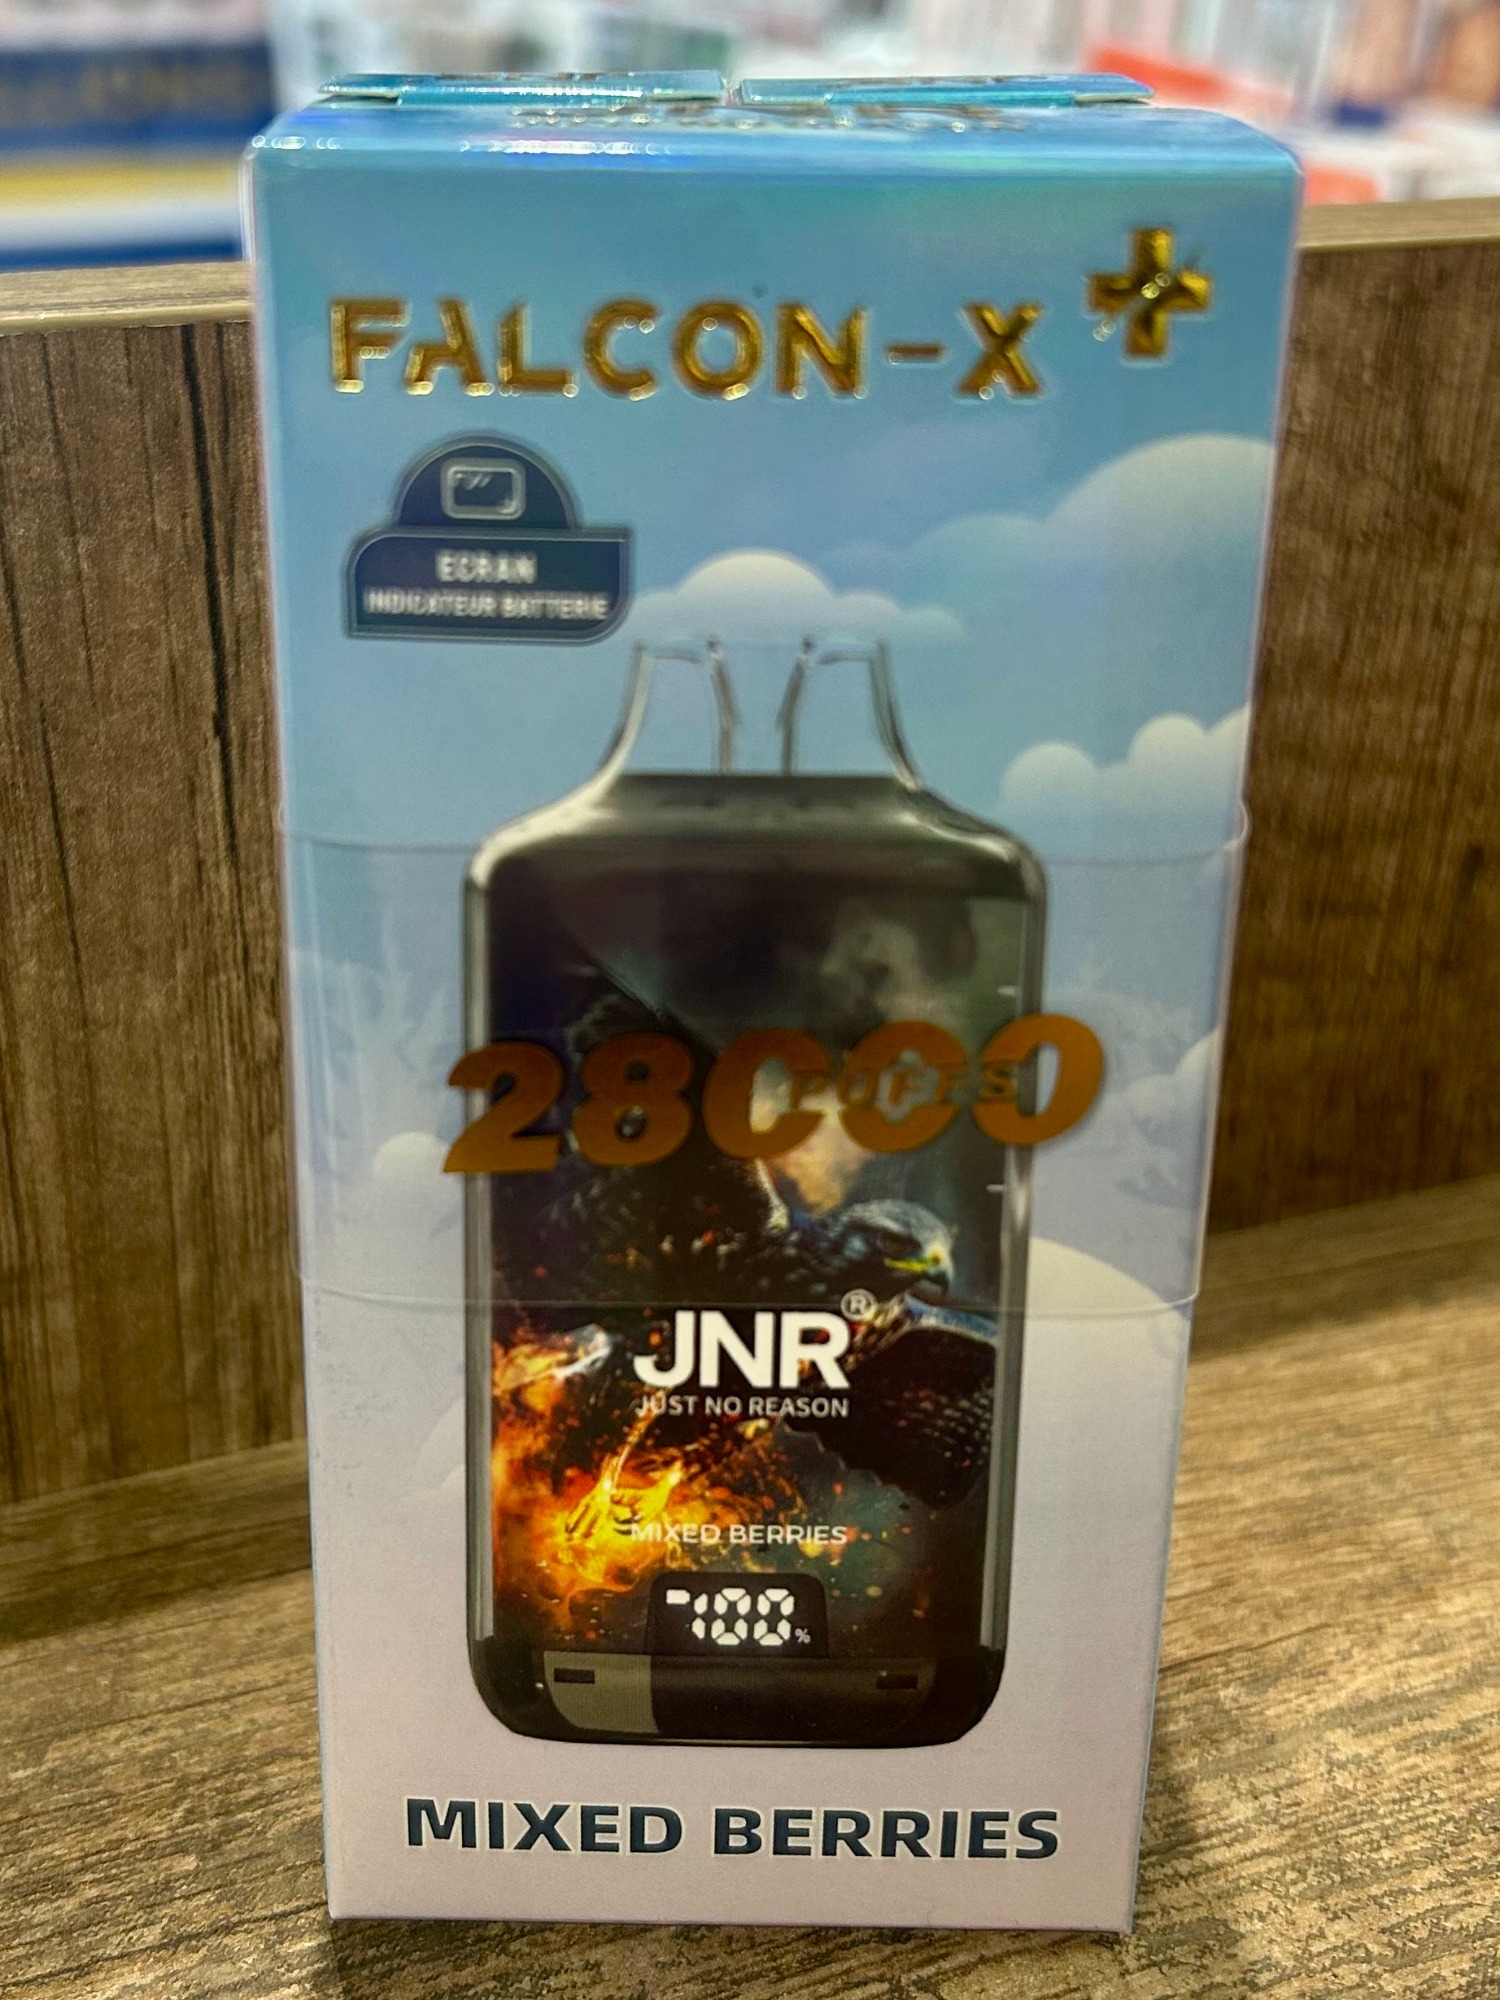 FALCON-X+
ECRAN
INDICATEUR BATTERIE
28000
PUFFS
JNR®
JUST NO REASON
MIXED BERRIES
100%
MIXED BERRIES